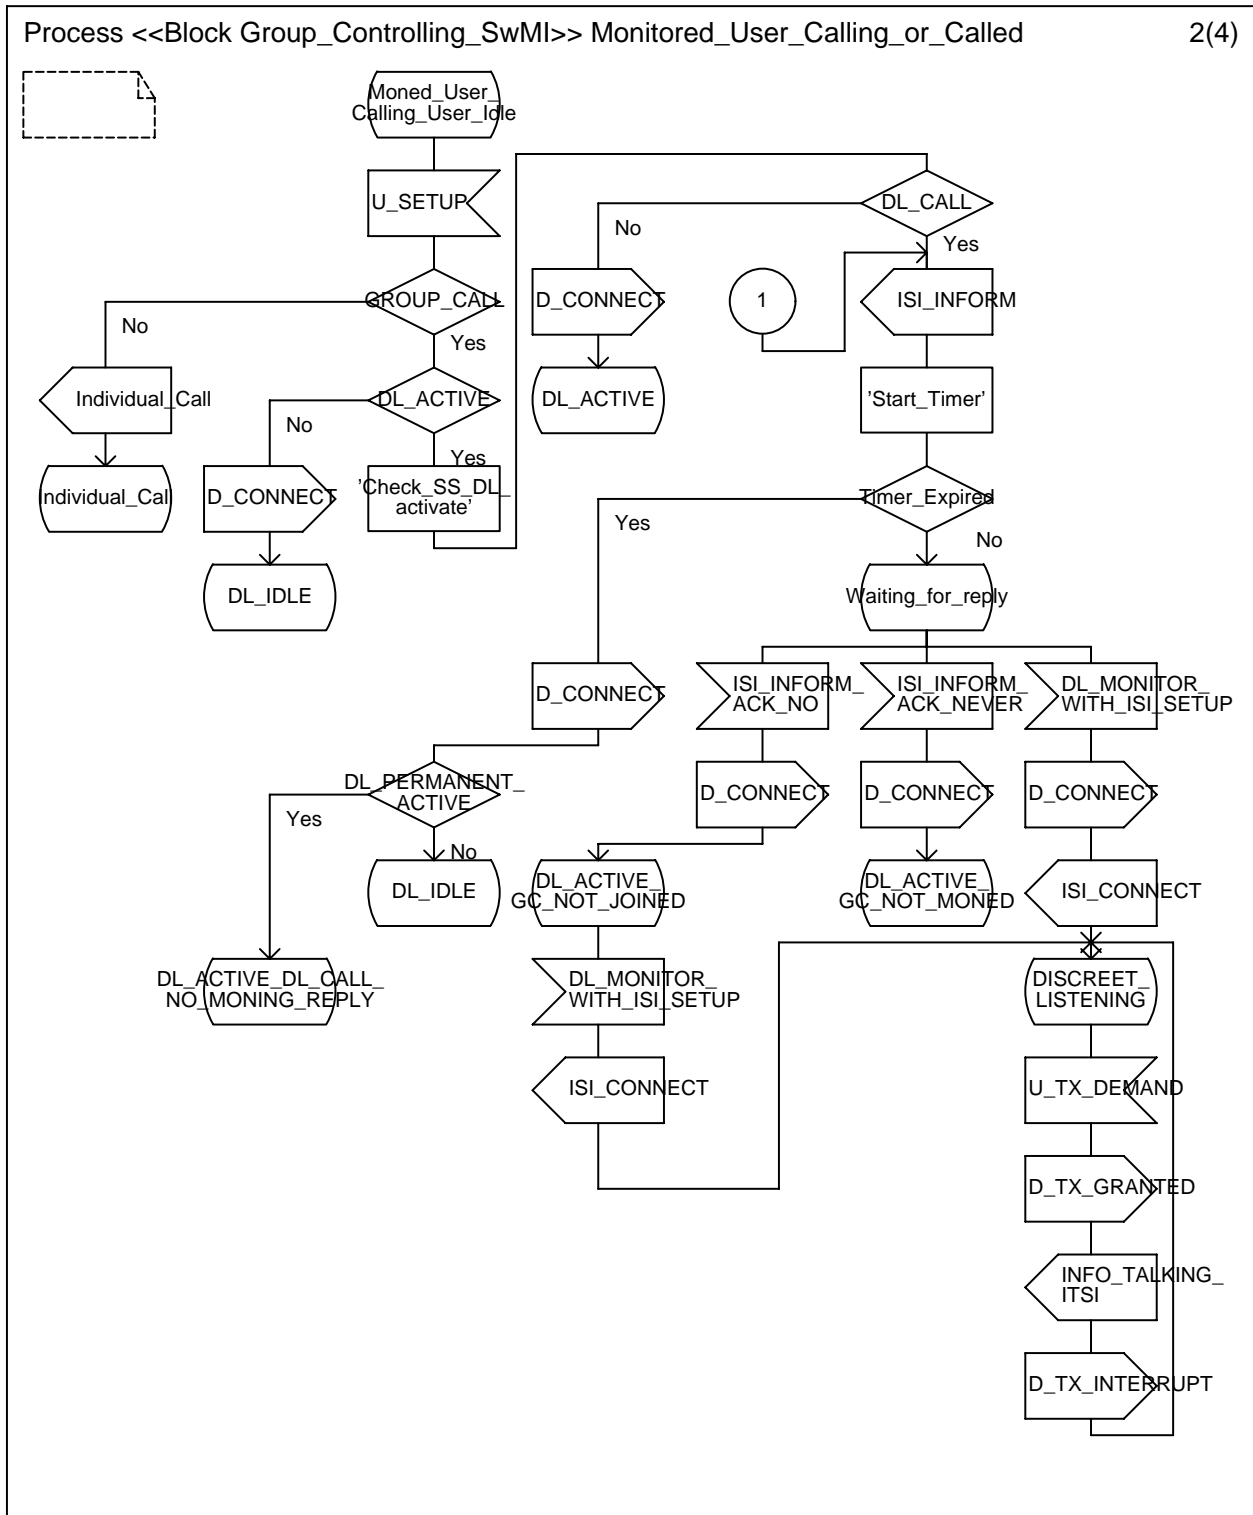 Process <<Block Group_Controlling_SwMI>> Monitored_User_Calling_or_Called
2(4)
Moned_User_
Calling_User_Idle
U_SETUP
DL_CALL
No
Yes
GROUP_CALL
D_CONNECT
1
ISI_INFORM
No
Yes
Individual_Call
DL_ACTIVE
DL_ACTIVE
'Start_Timer'
No
Yes
Individual_Call
D_CONNECT
'Check_SS_DL_
activate'
Timer_Expired
Yes
No
DL_IDLE
Waiting_for_reply
D_CONNECT
ISI_INFORM_
ACK_NO
ISI_INFORM_
ACK_NEVER
DL_MONITOR_
WITH_ISI_SETUP
DL_PERMANENT_
ACTIVE
D_CONNECT
D_CONNECT
D_CONNECT
Yes
No
DL_IDLE
DL_ACTIVE_
GC_NOT_JOINED
DL_ACTIVE_
GC_NOT_MONED
ISI_CONNECT
DL_ACTIVE_DL_CALL_
NO_MONING_REPLY
DL_MONITOR_
WITH_ISI_SETUP
DISCREET_
LISTENING
ISI_CONNECT
U_TX_DEMAND
D_TX_GRANTED
INFO_TALKING_
ITSI
D_TX_INTERRUPT